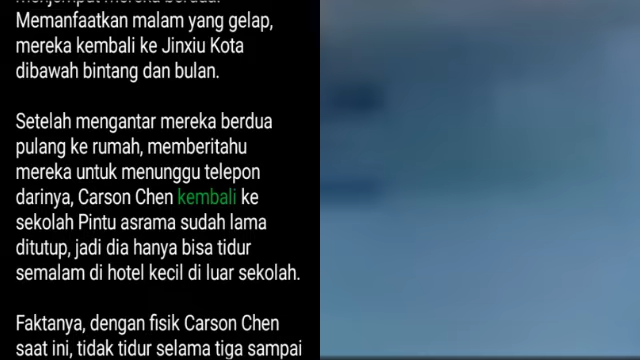 Memanfaatkan malam yang gelap,
mereka kembali ke Jinxiu Kota
dibawah bintang dan bulan.
Setelah mengantar mereka berdua
pulang ke rumah, memberitahu
mereka untuk menunggu telepon
darinya, Carson Chen kembali ke
sekolah Pintu asrama sudah lama
ditutup, jadi dia hanya bisa tidur
semalam di hotel kecil di luar sekolah.
Faktanya, dengan fisik Carson Chen
saat ini, tidak tidur selama tiga sampai